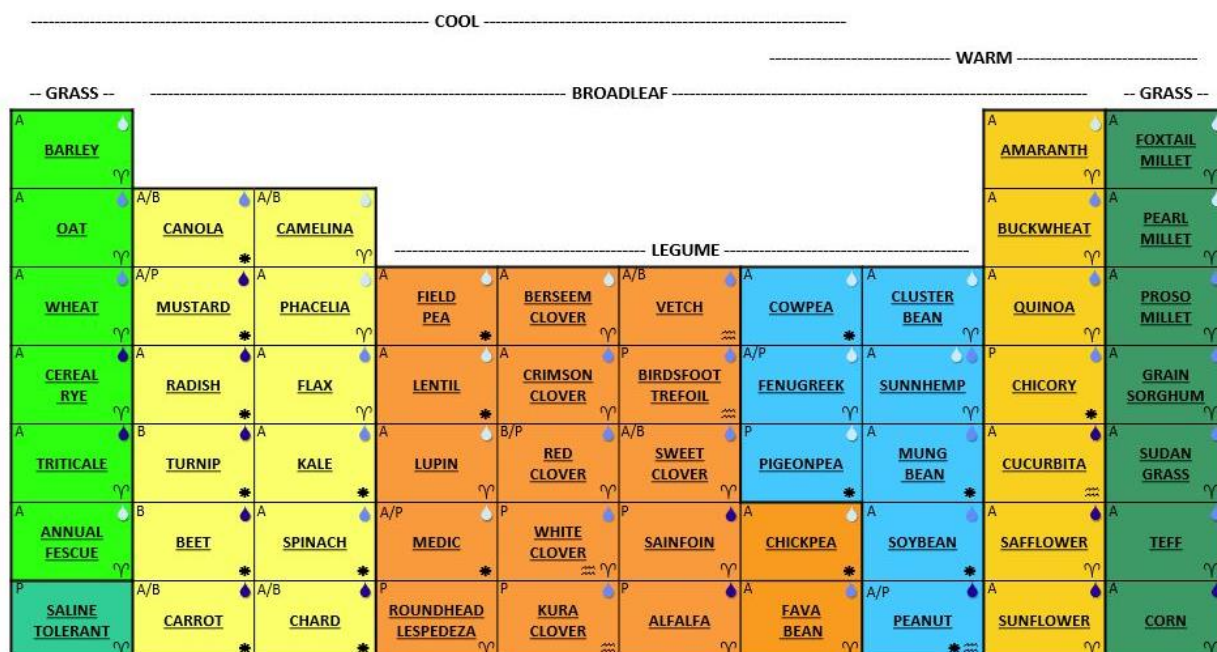 COOL
WARM
-- GRASS --
BROADLEAF
-- GRASS --
A
BARLEY
A
AMARANTH
A
FOXTAIL
MILLET
A
OAT
A/B
CANOLA
A/B
CAMELINA
LEGUME
A
BUCKWHEAT
A
PEARL
MILLET
A
WHEAT
A/P
MUSTARD
A
PHACELIA
A
FIELD
PEA
A
BERSEEM
CLOVER
A/B
VETCH
A
COWPEA
A
CLUSTER
BEAN
A
QUINOA
A
PROSO
MILLET
A
CEREAL
RYE
A
RADISH
A
FLAX
A
LENTIL
A
CRIMSON
CLOVER
P
BIRDSFOOT
TREFOIL
A/P
FENUGREEK
A
SUNNHEMP
P
CHICORY
A
GRAIN
SORGHUM
A
TRITICALE
B
TURNIP
A
KALE
A
LUPIN
B/P
RED
CLOVER
A/B
SWEET
CLOVER
P
PIGEONPEA
A
MUNG
BEAN
A
CUCURBITA
A
SUDAN
GRASS
A
ANNUAL
FESCUE
B
BEET
A
SPINACH
A/P
MEDIC
P
WHITE
CLOVER
P
SAINFOIN
A
CHICKPEA
A
SOYBEAN
A
SAFFLOWER
A
TEFF
P
SALINE
TOLERANT
A/B
CARROT
A/B
CHARD
P
ROUNDHEAD
LESPEDEZA
P
KURA
CLOVER
P
ALFALFA
A
FAVA
BEAN
A/P
PEANUT
A
SUNFLOWER
A
CORN